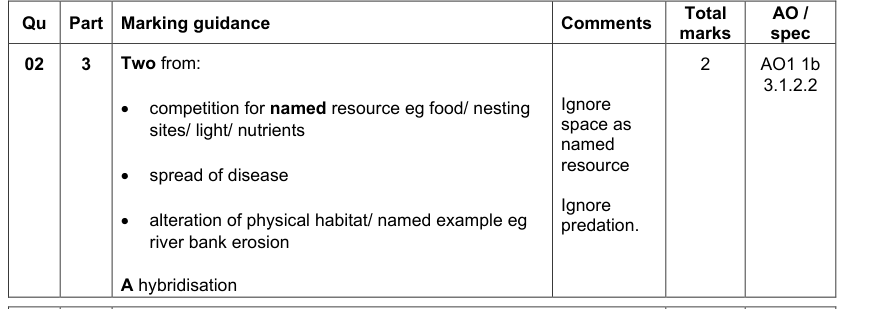 Qu Part Marking guidance Comments Total marks AO / spec
02 3 Two from: 2 AO1 1b
3.1.2.2
• competition for named resource eg food/ nesting
sites/ light/ nutrients
• spread of disease
• alteration of physical habitat/ named example eg
river bank erosion
A hybridisation
Ignore
space as
named
resource
Ignore
predation.